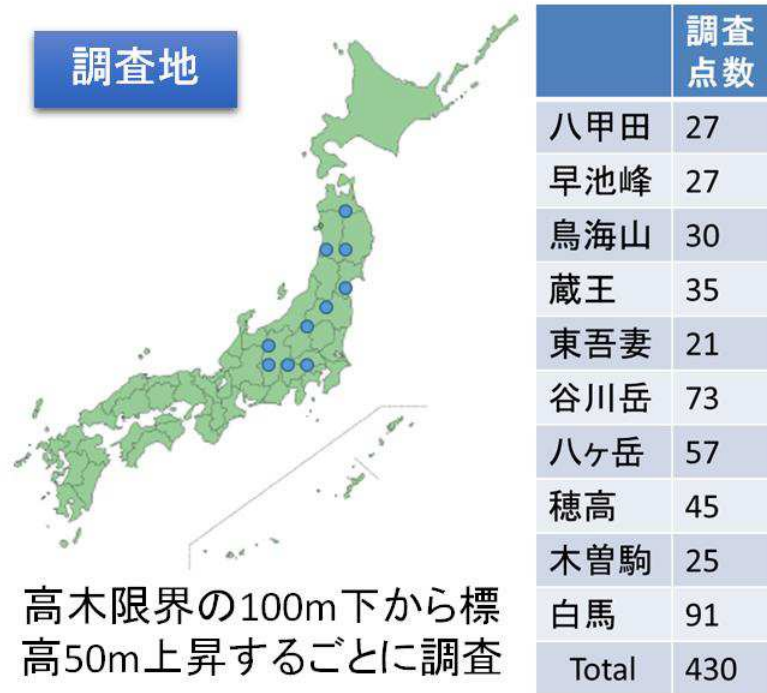 調査地
調査
点数
八甲田 27
早池峰 27
鳥海山 30
蔵王 35
東吾妻 21
谷川岳 73
八ヶ岳 57
穂高 45
木曽駒 25
白馬 91
Total 430
高木限界の100m下から標
高50m上昇するごとに調査